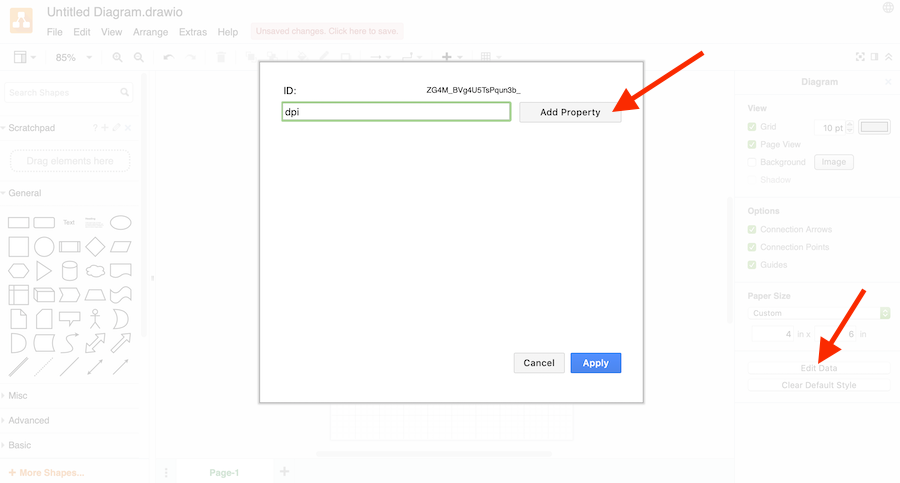 Untitled Diagram.drawio
File Edit View Arrange Extras Help Unsaved changes. Click here to save.
85%
Search Shapes
Scratchpad
Drag elements here
General
Text
Misc
Advanced
Basic
+ More Shapes...
Page-1
ID: ZG4M_BVg4U5TsPqun3b_
dpi Add Property
Cancel Apply
Diagram
View
Grid 10 pt
Page View
Background Image
Shadow
Options
Connection Arrows
Connection Points
Guides
Paper Size
Custom
4 in x 6 in
Edit Data
Clear Default Style